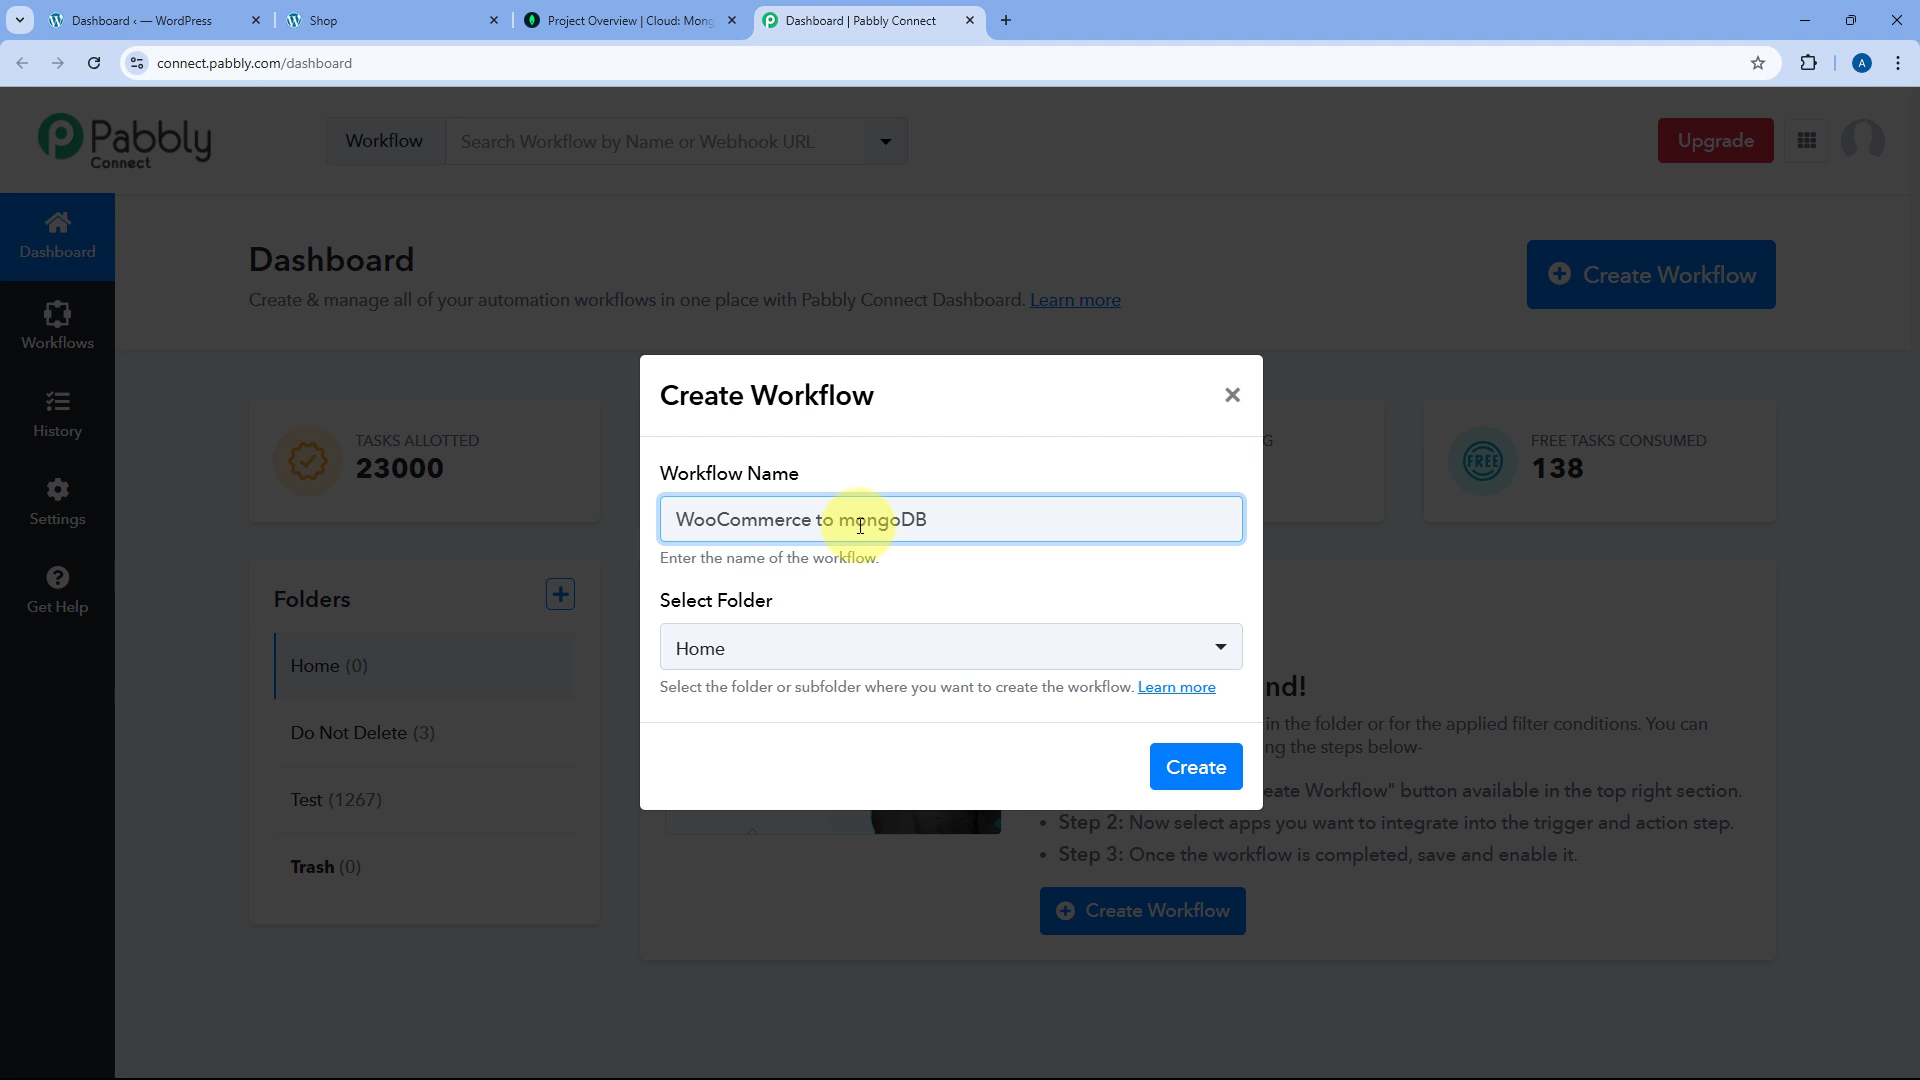 Dashboard ‹ — WordPress
Shop
Project Overview | Cloud: Mong
Dashboard | Pabbly Connect
connect.pabbly.com/dashboard
A
Pabbly
Connect
Workflow
Search Workflow by Name or Webhook URL
Upgrade
Dashboard
Workflows
History
Settings
Get Help
Dashboard
Create & manage all of your automation workflows in one place with Pabbly Connect Dashboard. Learn more
Create Workflow
TASKS ALLOTTED
23000
G
FREE
FREE TASKS CONSUMED
138
Folders
Home (0)
Do Not Delete (3)
Test (1267)
Trash (0)
Create Workflow
Workflow Name
WooCommerce to mongoDB
Enter the name of the workflow.
Select Folder
Home
Select the folder or subfolder where you want to create the workflow. Learn more
Create
nd!
in the folder or for the applied filter conditions. You can
ng the steps below-
eate Workflow" button available in the top right section.
• Step 2: Now select apps you want to integrate into the trigger and action step.
• Step 3: Once the workflow is completed, save and enable it.
Create Workflow